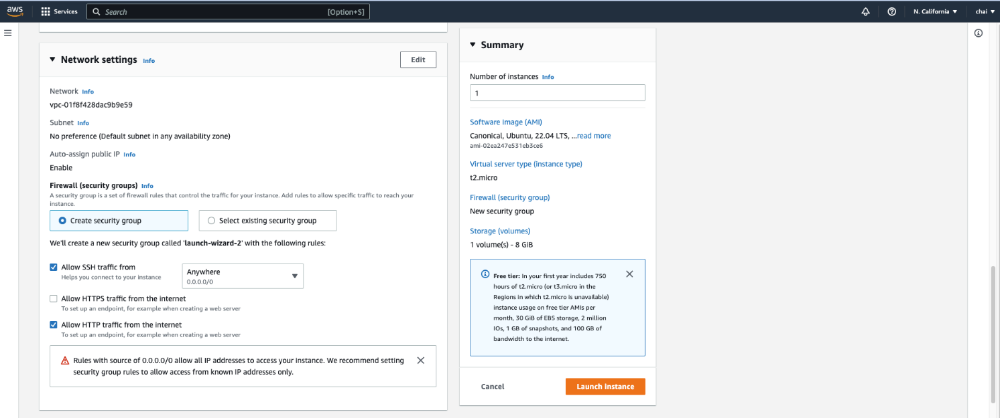 aws
Services
Search
[Option+S]
N. California
chai
Network settings Info
Edit
Network Info
vpc-01f8f428dac9b9e59
Subnet Info
No preference (Default subnet in any availability zone)
Auto-assign public IP Info
Enable
Firewall (security groups) Info
A security group is a set of firewall rules that control the traffic for your instance. Add rules to allow specific traffic to reach your
instance.
Create security group
Select existing security group
We'll create a new security group called 'launch-wizard-2' with the following rules:
Allow SSH traffic from
Helps you connect to your instance
Anywhere
0.0.0.0/0
Allow HTTPS traffic from the internet
To set up an endpoint, for example when creating a web server
Allow HTTP traffic from the internet
To set up an endpoint, for example when creating a web server
Rules with source of 0.0.0.0/0 allow all IP addresses to access your instance. We recommend setting
security group rules to allow access from known IP addresses only.
Summary
Number of instances Info
1
Software Image (AMI)
Canonical, Ubuntu, 22.04 LTS, ...read more
ami-02ea247e531eb3ce6
Virtual server type (instance type)
t2.micro
Firewall (security group)
New security group
Storage (volumes)
1 volume(s) - 8 GiB
Free tier: In your first year includes 750
hours of t2.micro (or t3.micro in the
Regions in which t2.micro is unavailable)
instance usage on free tier AMIs per
month, 30 GiB of EBS storage, 2 million
IOs, 1 GB of snapshots, and 100 GB of
bandwidth to the internet.
Cancel
Launch instance